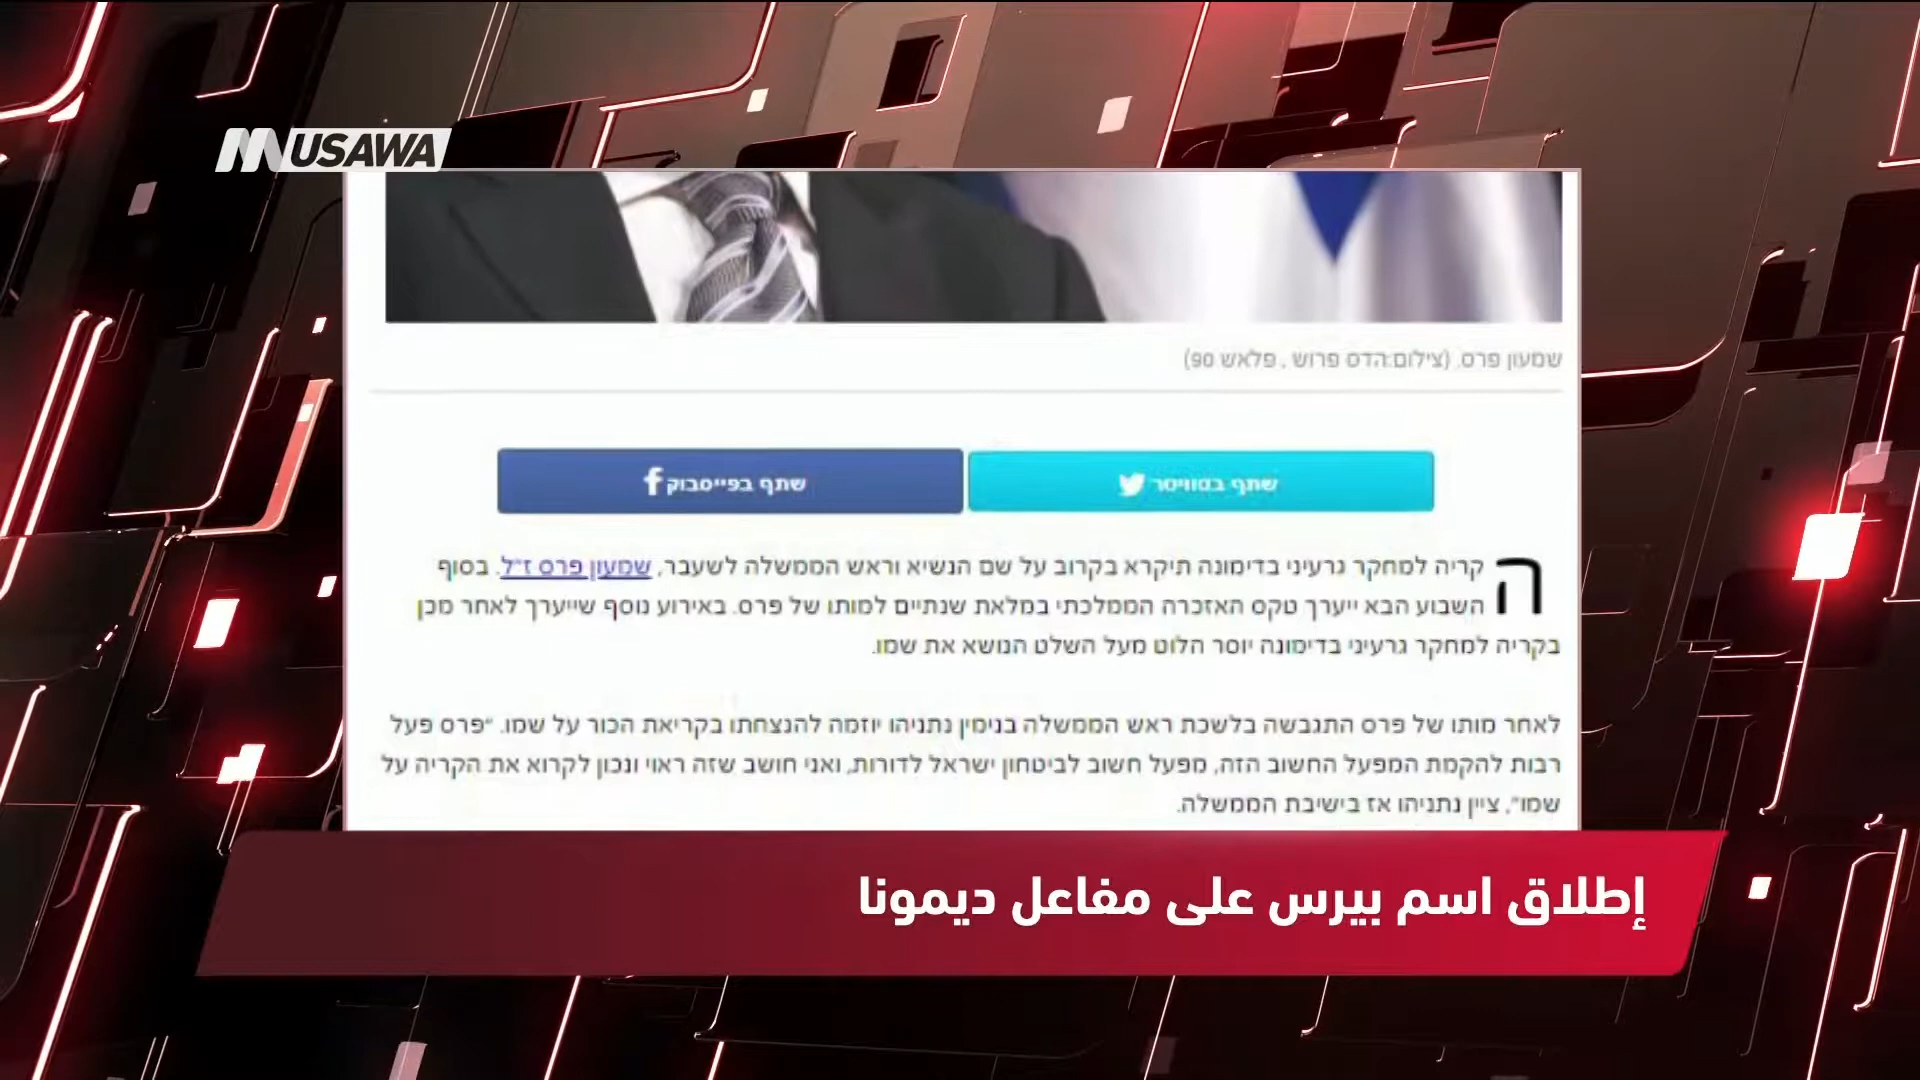 MUSAWA
שמעון פרס. (צילום:הדס פרוש , פלאש 90)
שתף בטוויטר
שתף בפייסבוק
הקריה למחקר גרעיני בדימונה תיקרא בקרוב על שם הנשיא וראש הממשלה לשעבר, שמעון פרס ז"ל. בסוף
השבוע הבא ייערך טקס האזכרה הממלכתי במלאת שנתיים למותו של פרס. באירוע נוסף שייערך לאחר מכן
בקריה למחקר גרעיני בדימונה יוסר הלוט מעל השלט הנושא את שמו.
לאחר מותו של פרס התגבשה בלשכת ראש הממשלה בנימין נתניהו יוזמה להנצחתו בקריאת הכור על שמו. "פרס פעל
רבות להקמת המפעל החשוב הזה, מפעל חשוב לביטחון ישראל לדורות, ואני חושב שזה ראוי ונכון לקרוא את הקריה על
שמו", ציין נתניהו אז בישיבת הממשלה.
إطلاق اسم بيرس على مفاعل ديمونا